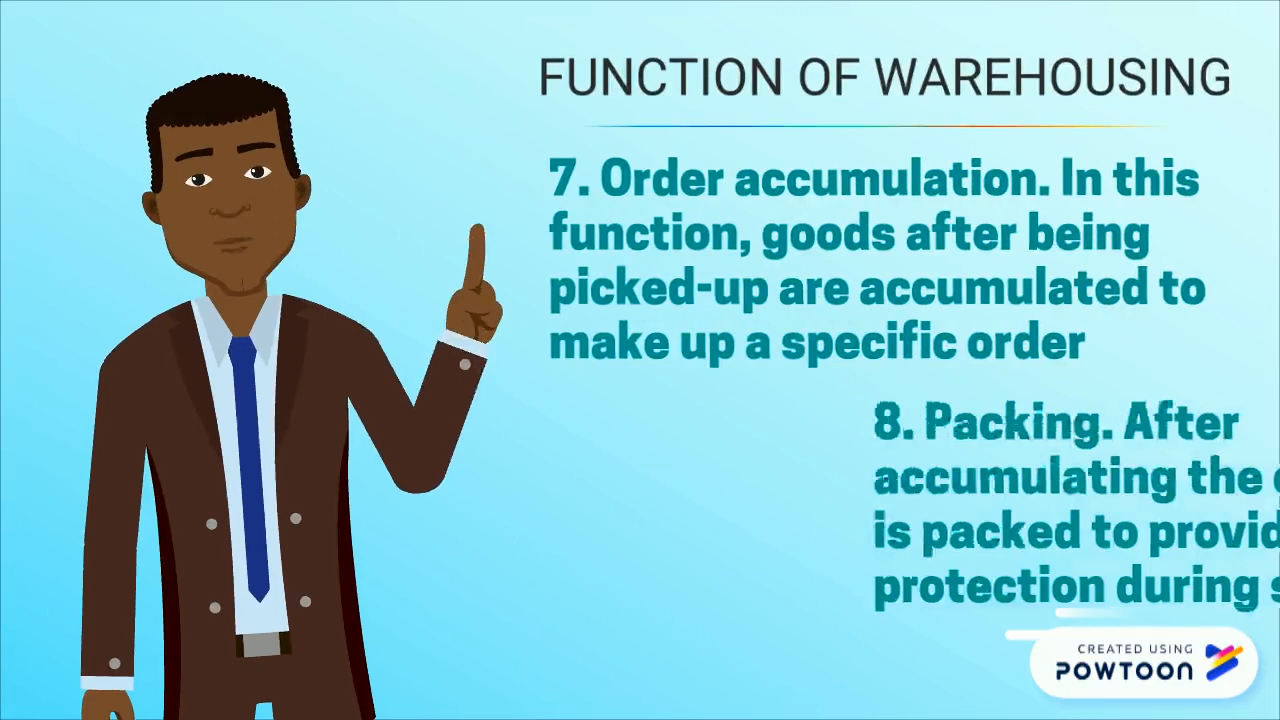 FUNCTION OF WAREHOUSING
7. Order accumulation. In this
function, goods after being
picked-up are accumulated to
make up a specific order
8. Packing. After
accumulating the
is packed to
protection during
CREATED USING
POWTOON